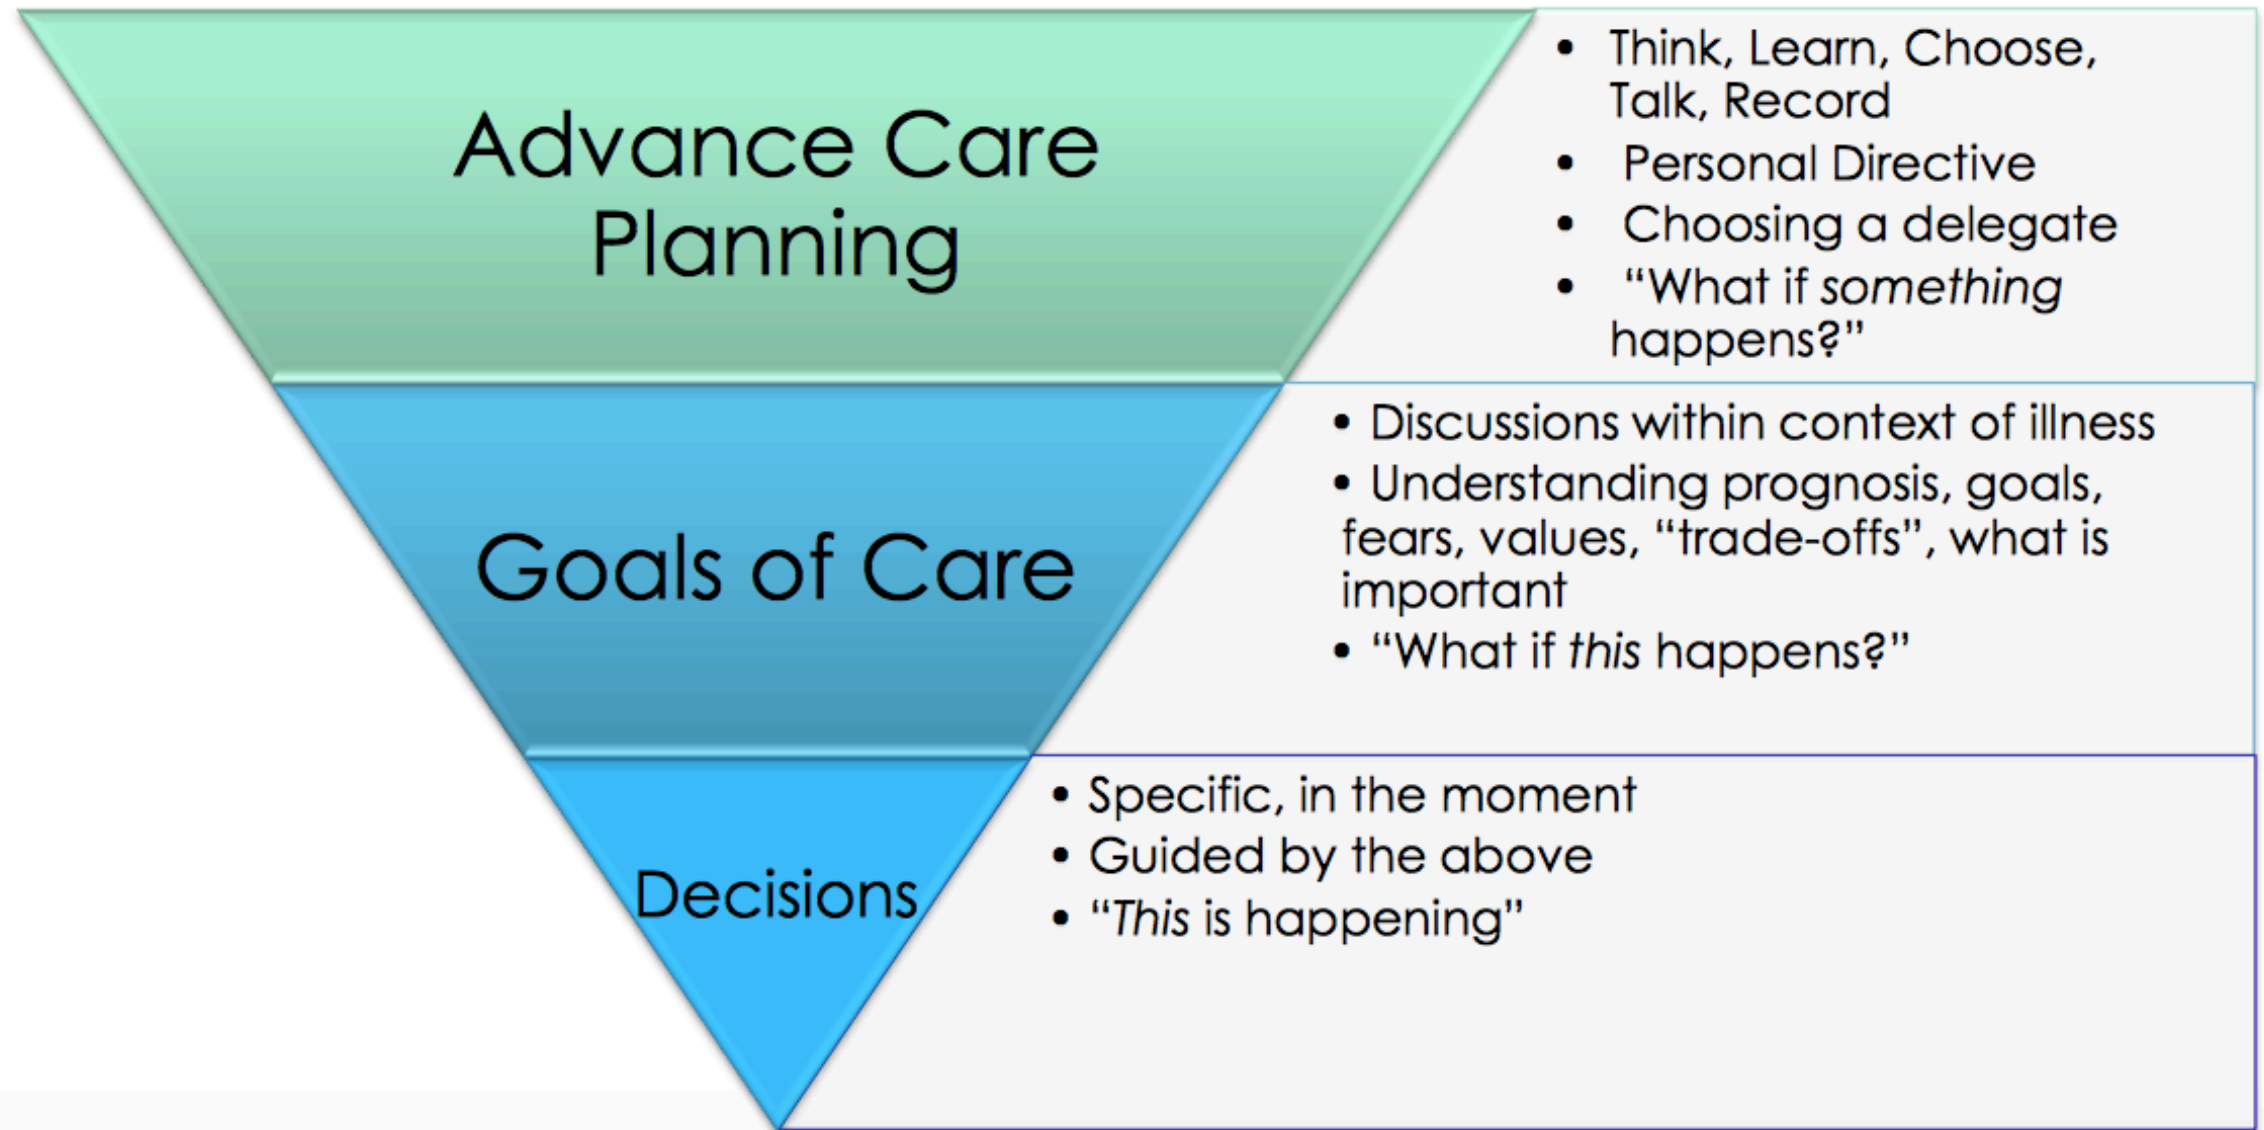 Advance Care
Planning
• Think, Learn, Choose,
Talk, Record
• Personal Directive
• Choosing a delegate
• “What if something
happens?”
Goals of Care
• Discussions within context of illness
• Understanding prognosis, goals,
fears, values, “trade-offs”, what is
important
• “What if this happens?”
Decisions
• Specific, in the moment
• Guided by the above
• “This is happening”